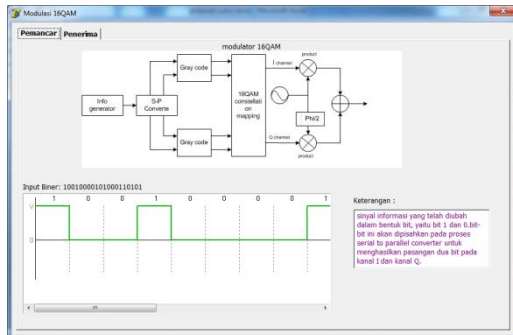 Modulasi 16QAM
Pemancar Penerima
modulator 16QAM
Info generator
S-P Converte
Gray code
Gray code
16QAM constellati on mapping
I channel
product
Phi/2
Q channel
product
Input Biner: 10010000101000110101
1 0 0 1 0 0 0 0 1
V
0
Keterangan :
sinyal informasi yang telah diubah
dalam bentuk bit, yaitu bit 1 dan 0.bit-
bit ini akan dipisahkan pada proses
serial to parallel converter untuk
menghasilkan pasangan dua bit pada
kanal I dan kanal Q.